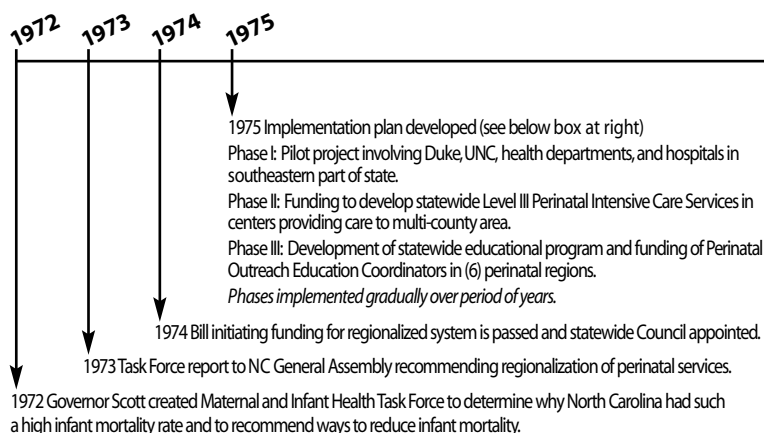 1972 1973 1974 1975
1975 Implementation plan developed (see below box at right)
Phase I: Pilot project involving Duke, UNC, health departments, and hospitals in
southeastern part of state.
Phase II: Funding to develop statewide Level III Perinatal Intensive Care Services in
centers providing care to multi-county area.
Phase III: Development of statewide educational program and funding of Perinatal
Outreach Education Coordinators in (6) perinatal regions.
Phases implemented gradually over period of years.
1974 Bill initiating funding for regionalized system is passed and statewide Council appointed.
1973 Task Force report to NC General Assembly recommending regionalization of perinatal services.
1972 Governor Scott created Maternal and Infant Health Task Force to determine why North Carolina had such
a high infant mortality rate and to recommend ways to reduce infant mortality.